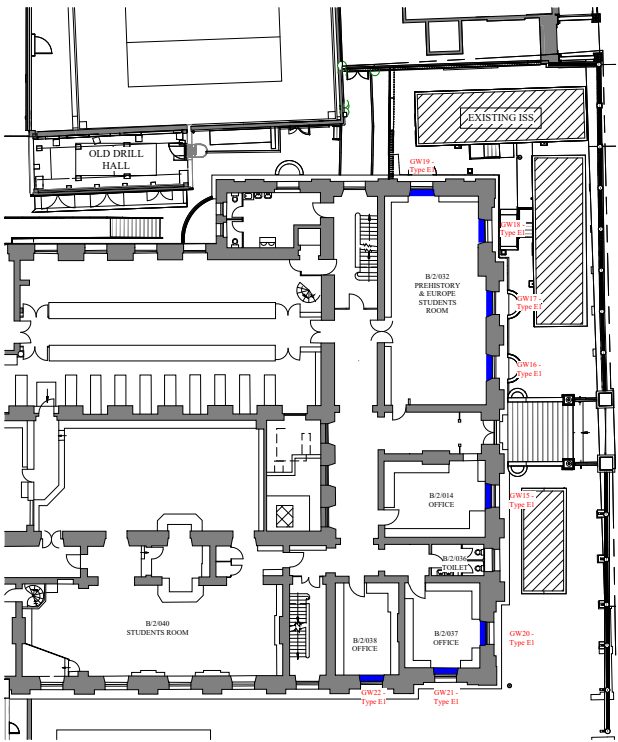 EXISTING ISS
OLD DRILL
HALL
GW19 -
Type E1
GW18 -
Type E1
B/2/032
PREHISTORY
& EUROPE
STUDENTS
ROOM
GW17 -
Type E1
GW16 -
Type E1
B/2/014
OFFICE
GW15 -
Type E1
B/2/036
TOILET
B/2/040
STUDENTS ROOM
B/2/038
OFFICE
B/2/037
OFFICE
GW20 -
Type E1
GW22 -
Type E1
GW21 -
Type E1